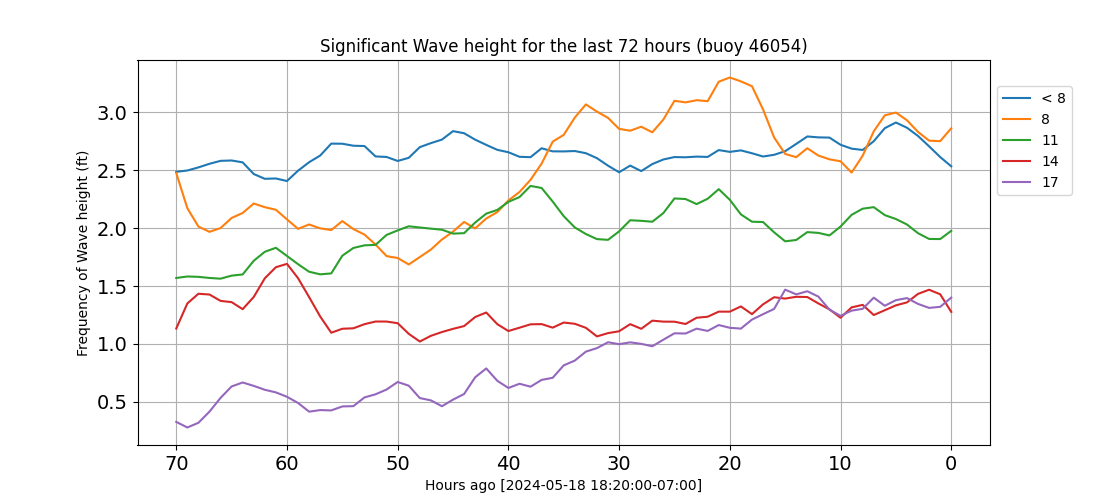 Significant Wave height for the last 72 hours (buoy 46054)
Frequency of Wave height (ft)
3.0
2.5
2.0
1.5
1.0
0.5
70 60 50 40 30 20 10 0
Hours ago [2024-05-18 18:20:00-07:00]
< 8
8
11
14
17